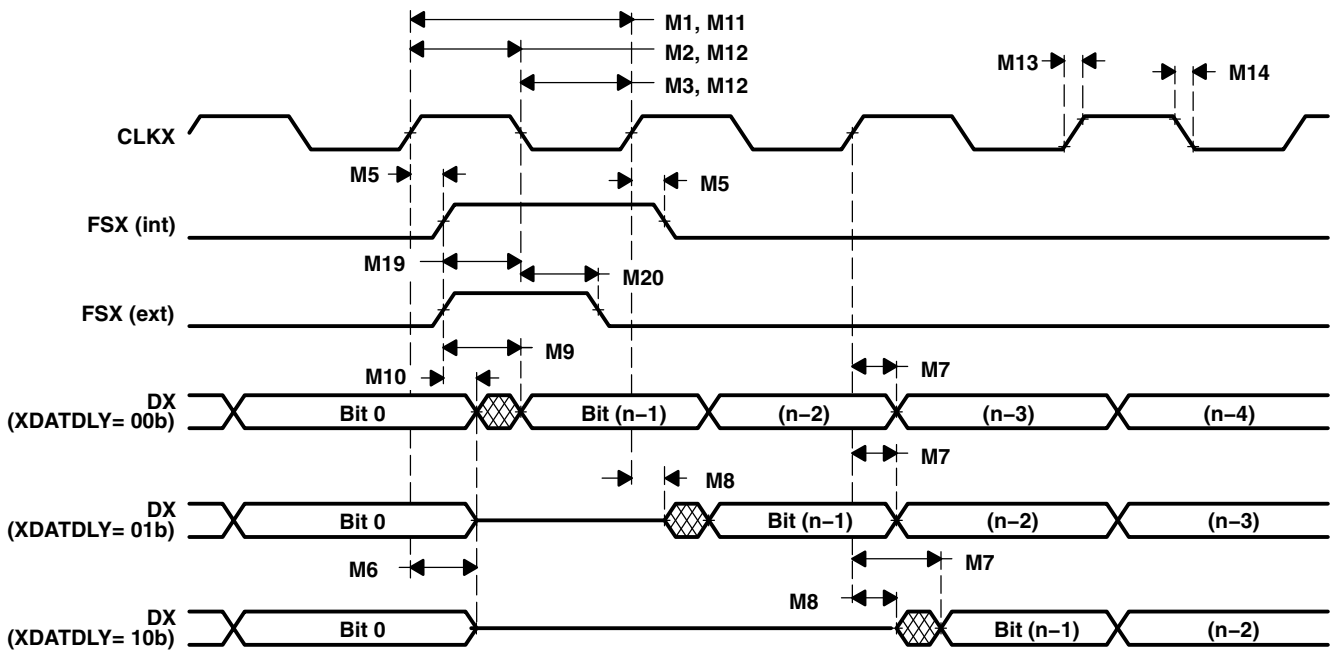 M1, M11
M2, M12
M3, M12
M13
M14
CLKX
M5
M5
FSX (int)
M19
M20
FSX (ext)
M9
M10
M7
DX
(XDATDLY= 00b)
Bit 0
Bit (n−1)
(n−2)
(n−3)
(n−4)
M7
M8
DX
(XDATDLY= 01b)
Bit 0
Bit (n−1)
(n−2)
(n−3)
M6
M7
M8
DX
(XDATDLY= 10b)
Bit 0
Bit (n−1)
(n−2)